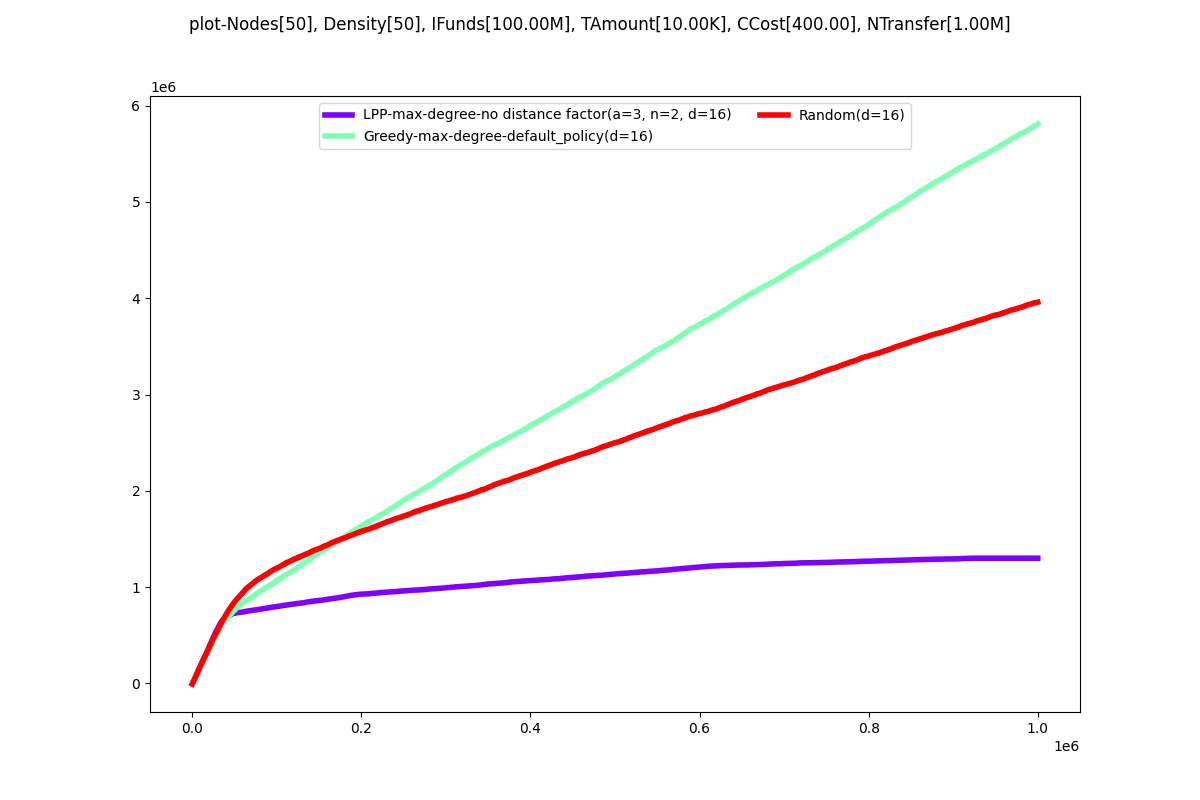 plot-Nodes[50], Density[50], IFunds[100.00M], TAmount[10.00K], CCost[400.00], NTransfer[1.00M]
1e6
LPP-max-degree-no distance factor(a=3, n=2, d=16)
Greedy-max-degree-default_policy(d=16)
Random(d=16)
6
5
4
3
2
1
0
0.0 0.2 0.4 0.6 0.8 1.0
1e6